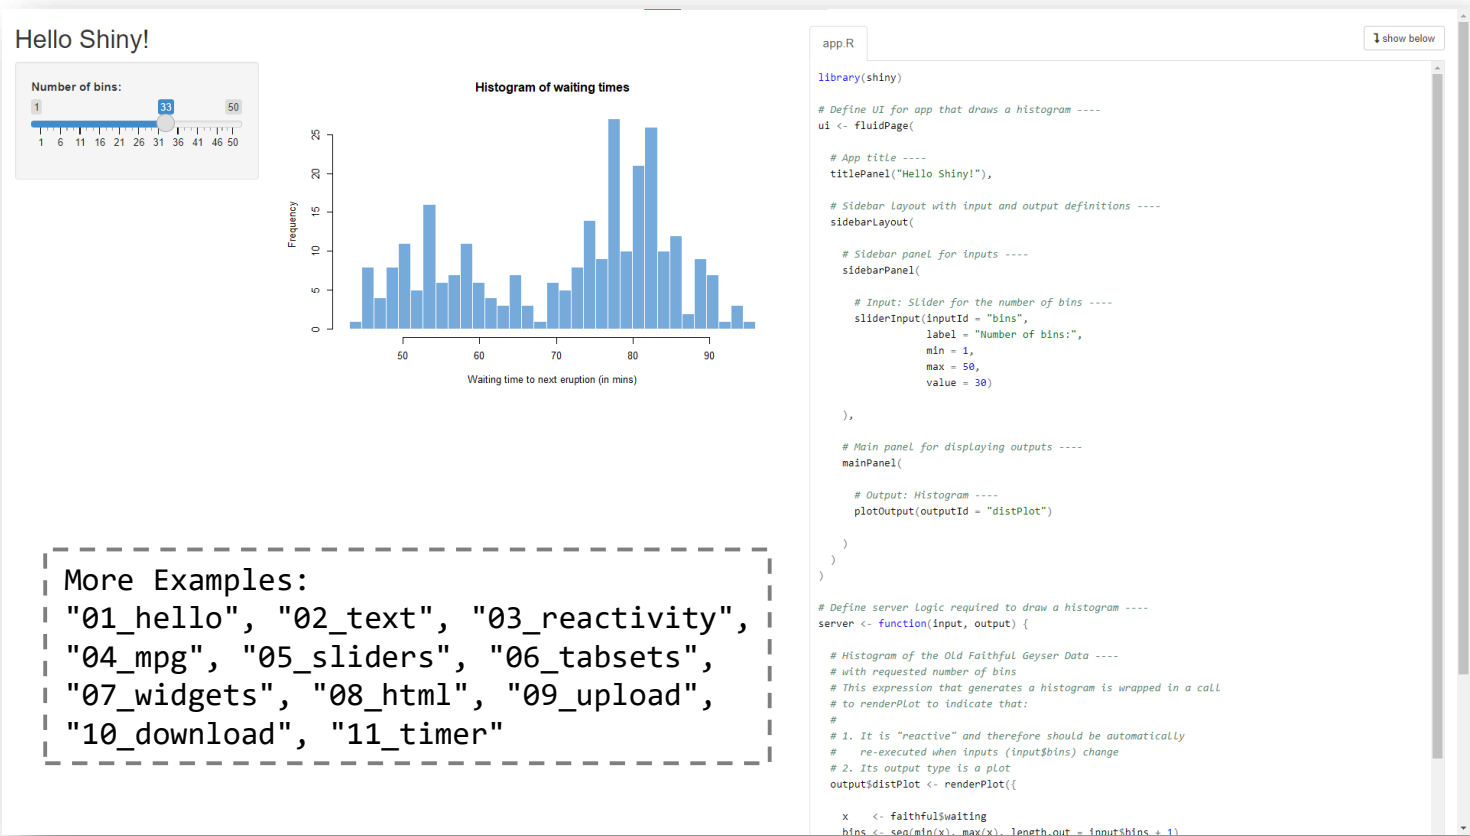 Hello Shiny!
Number of bins:
1 33 50
1 6 11 16 21 26 31 36 41 46 50
Histogram of waiting times
Frequency
0 5 10 15 20 25
50 60 70 80 90
Waiting time to next eruption (in mins)
More Examples:
"01_hello", "02_text", "03_reactivity",
"04_mpg", "05_sliders", "06_tabsets",
"07_widgets", "08_html", "09_upload",
"10_download", "11_timer"
app.R
show below
library(shiny)
# Define UI for app that draws a histogram ----
ui <- fluidPage(
# App title ----
titlePanel("Hello Shiny!"),
# Sidebar layout with input and output definitions ----
sidebarLayout(
# Sidebar panel for inputs ----
sidebarPanel(
# Input: Slider for the number of bins ----
sliderInput(inputId = "bins",
label = "Number of bins:",
min = 1,
max = 50,
value = 30)
),
# Main panel for displaying outputs ----
mainPanel(
# Output: Histogram ----
plotOutput(outputId = "distPlot")
)
)
)
# Define server logic required to draw a histogram ----
server <- function(input, output) {
# Histogram of the Old Faithful Geyser Data ----
# with requested number of bins
# This expression that generates a histogram is wrapped in a call
# to renderPlot to indicate that:
#
# 1. It is "reactive" and therefore should be automatically
#    re-executed when inputs (input$bins) change
# 2. Its output type is a plot
output$distPlot <- renderPlot({
x    <- faithful$waiting
bins <- seq(min(x), max(x), length.out = input$bins + 1)